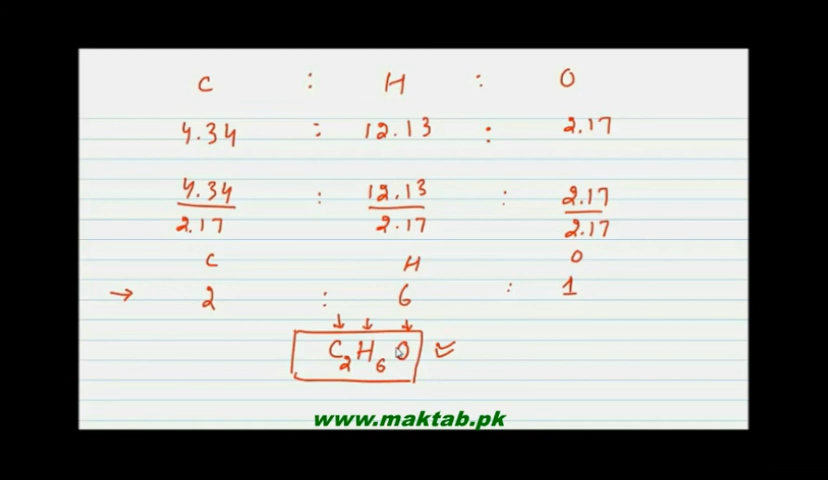 C : H : O
4.34 : 12.13 : 2.17
4.34 : 12.13 : 2.17
2.17 2.17 2.17
C H O
→ 2 : 6 : 1
↓ ↓ ↓
C₂H₆O
www.maktab.pk